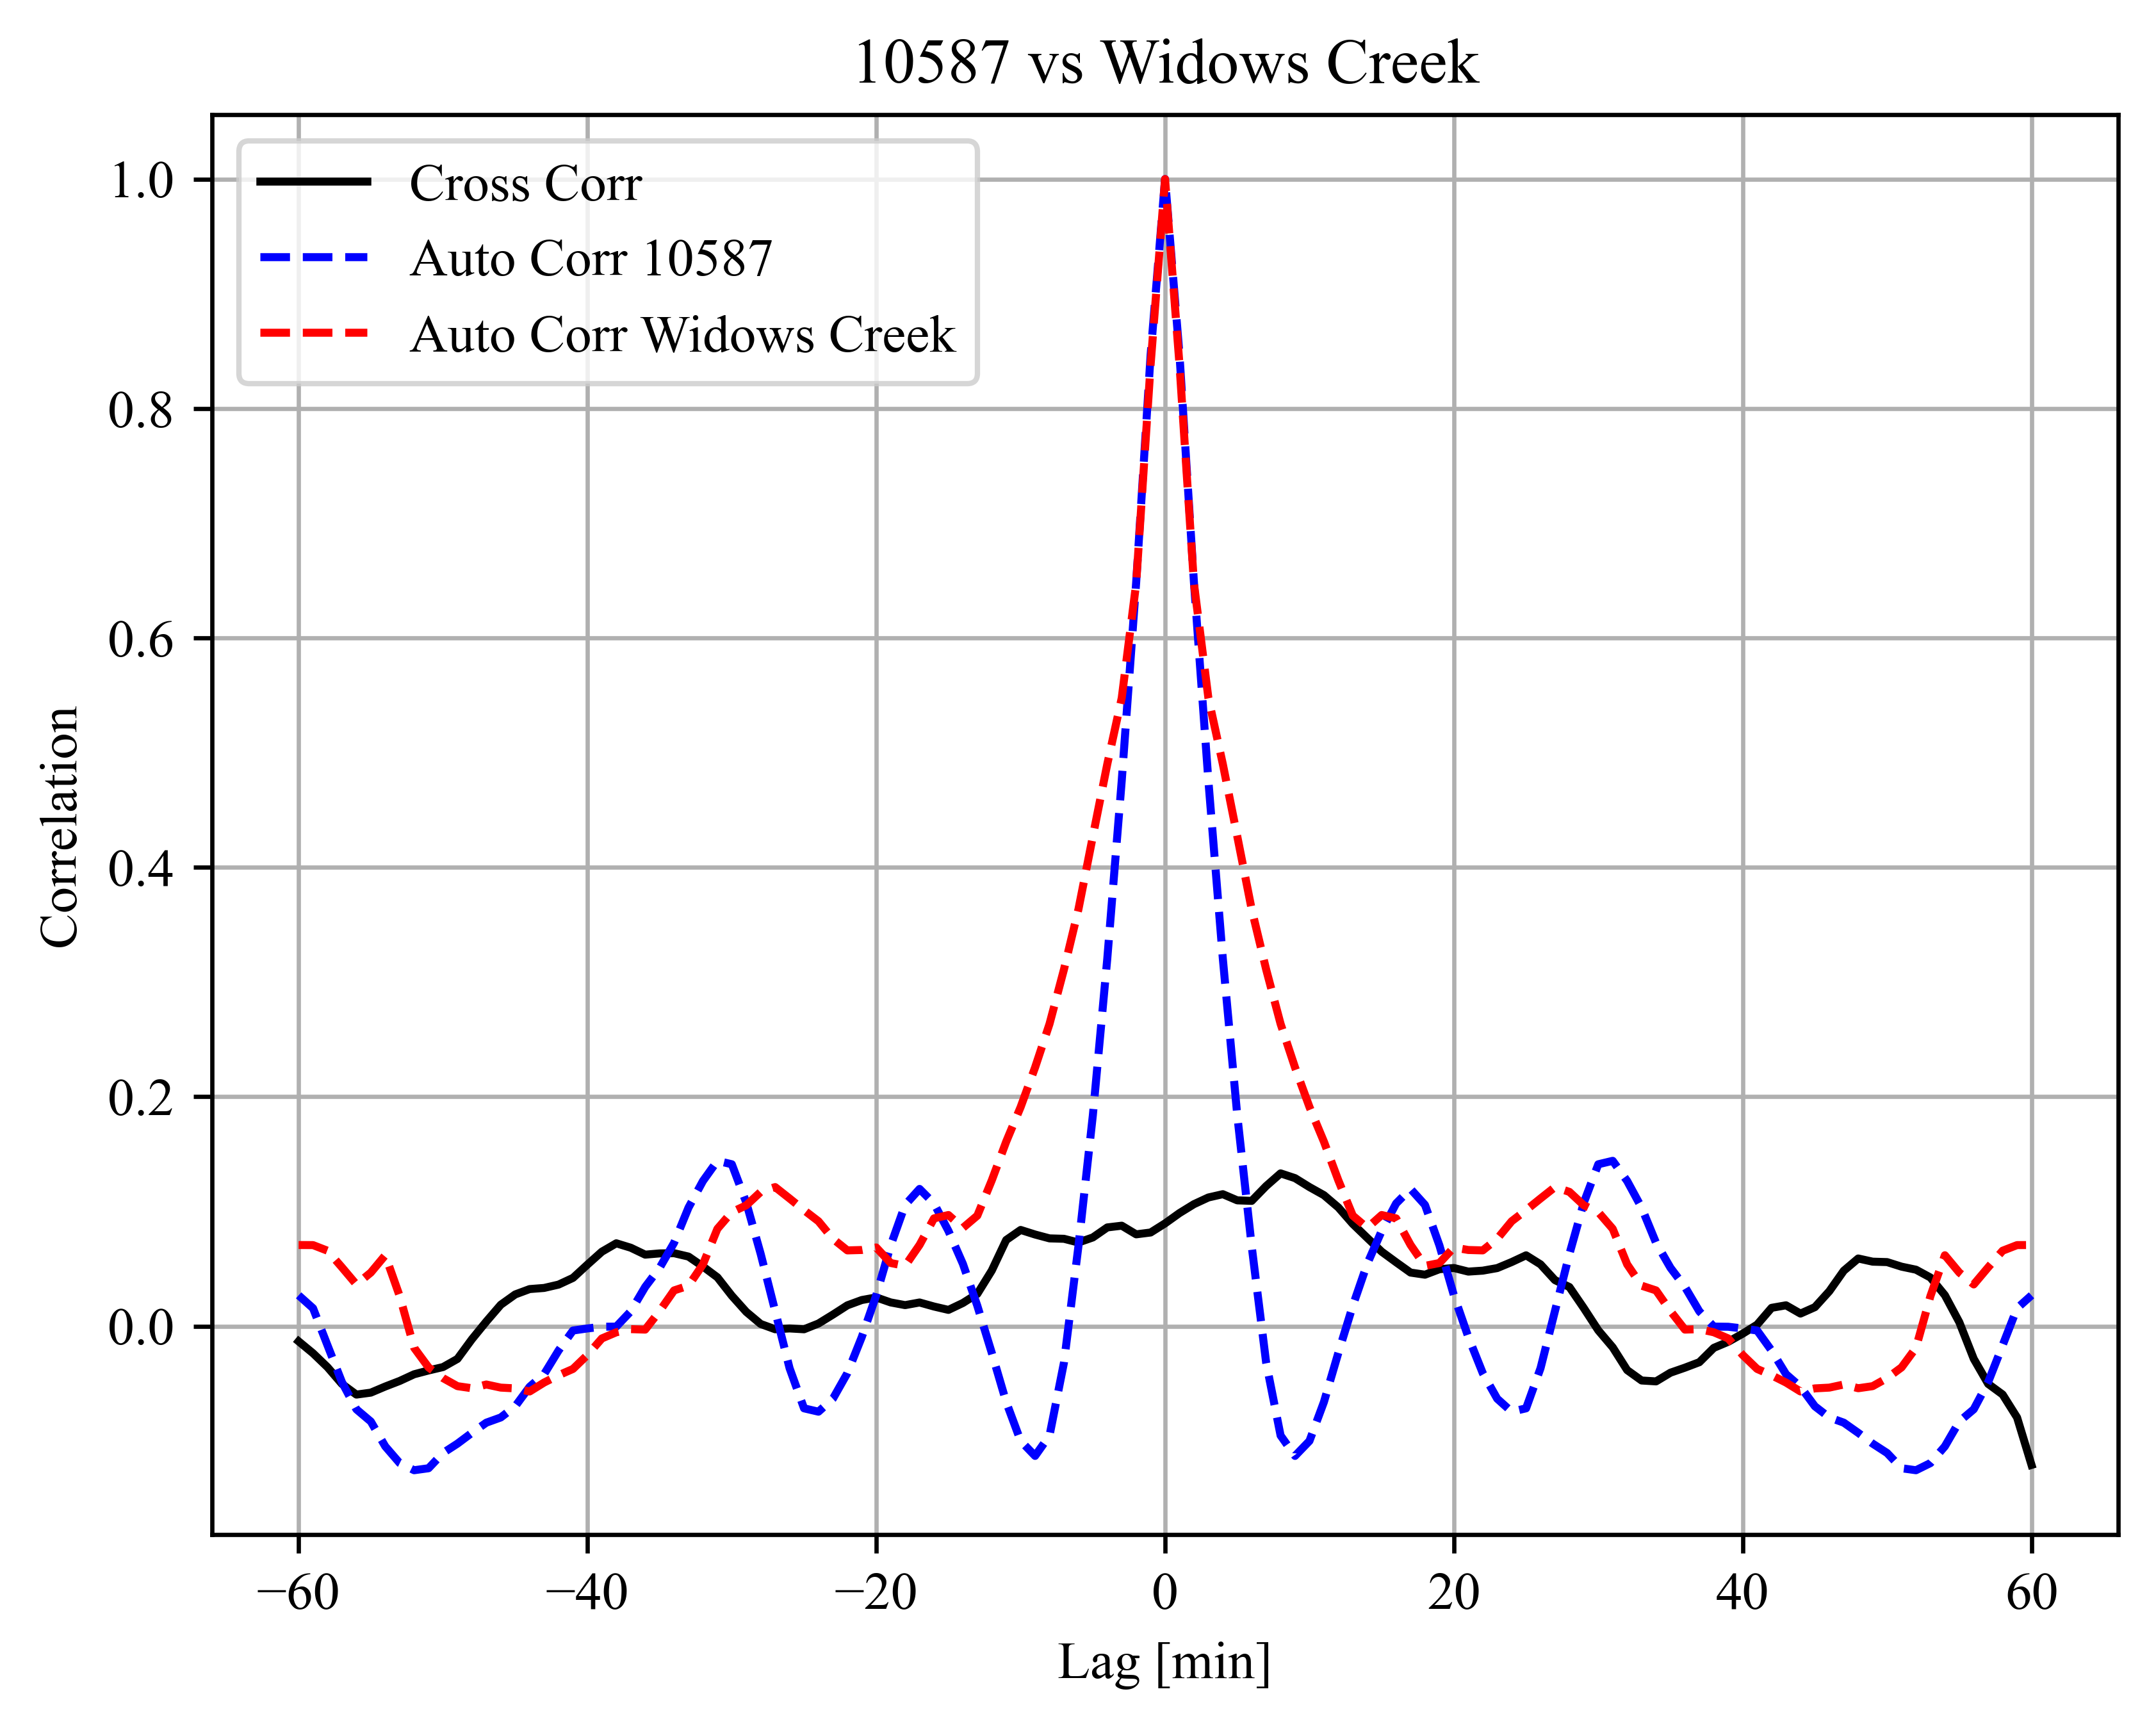 10587 vs Widows Creek
Cross Corr
Auto Corr 10587
Auto Corr Widows Creek
1.0
0.8
0.6
0.4
0.2
0.0
Correlation
−60
−40
−20
0
20
40
60
Lag [min]